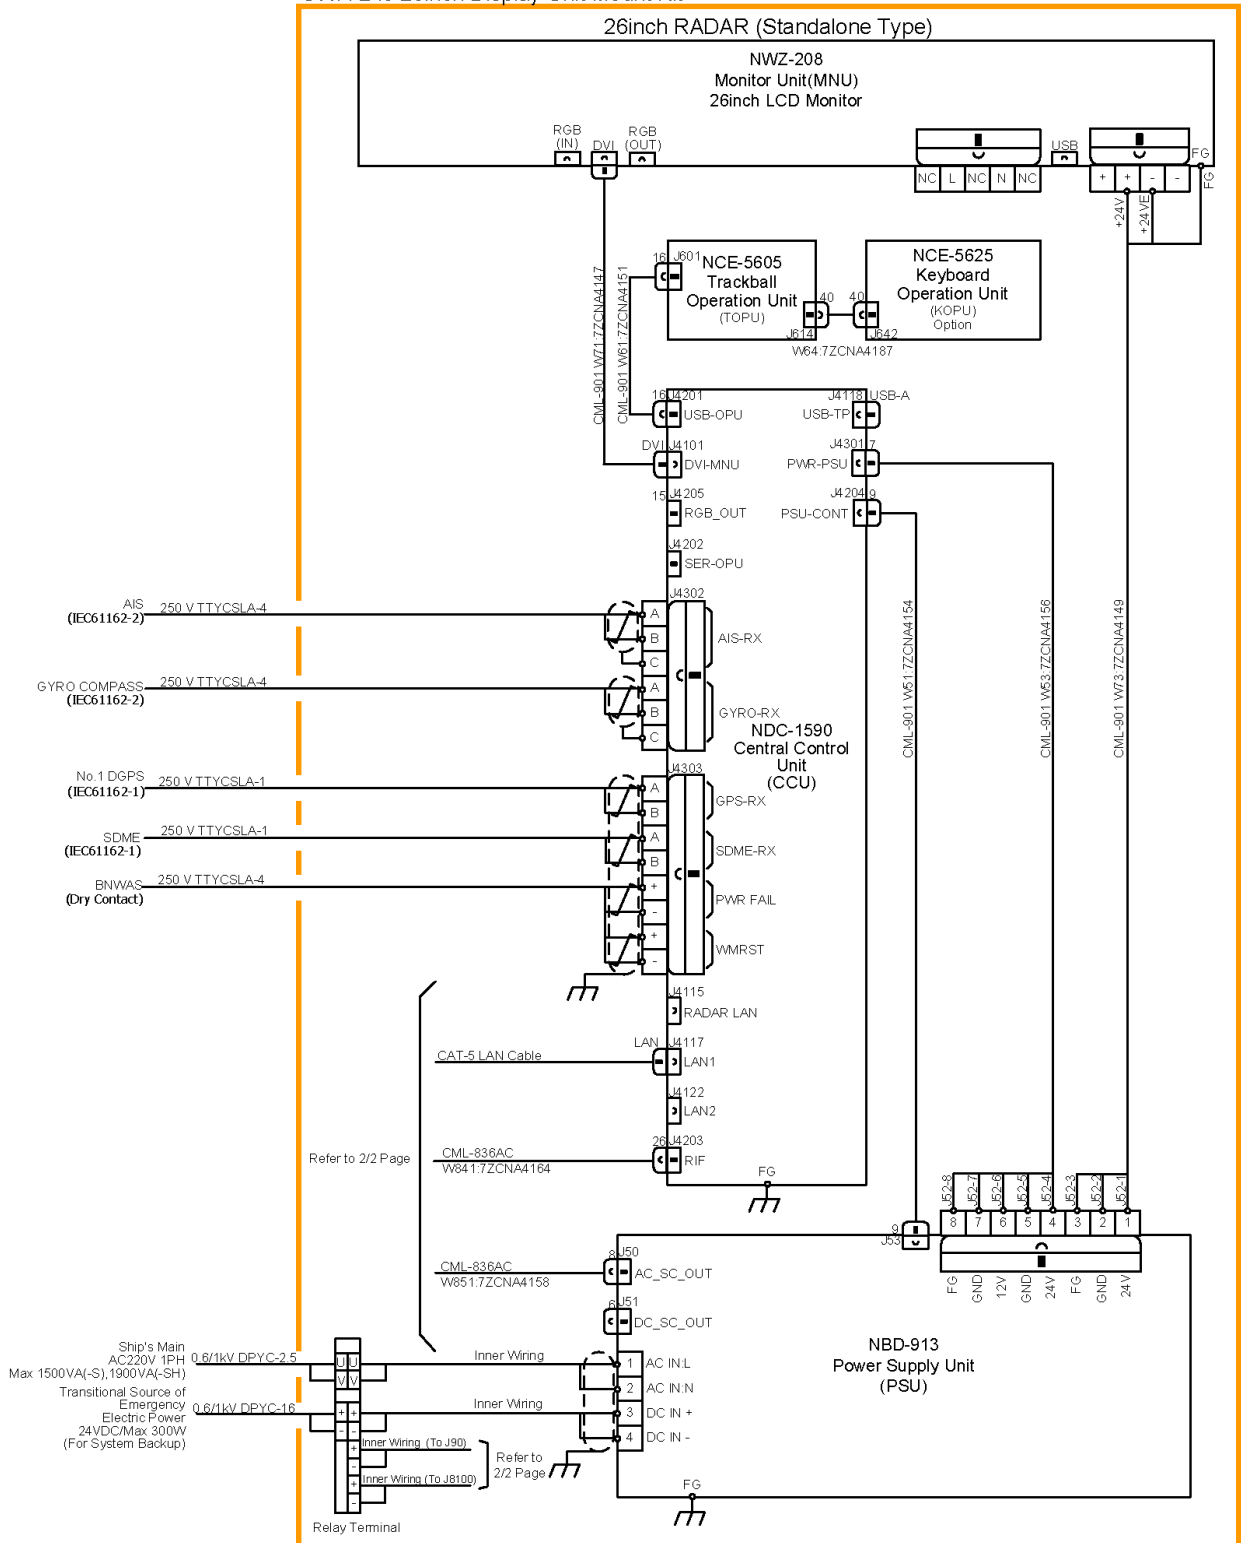 26inch RADAR (Standalone Type)
NWZ-208
Monitor Unit(MNU)
26inch LCD Monitor
RGB
(IN)
DVI
RGB
(OUT)
USB
FG
NC L NC N NC
+ + - -
FG
+24V
+24VE
CML-901 W71:7ZCNA4147
CML-901 W61:7ZCNA4151
16 J601
NCE-5605
Trackball
Operation Unit
(TOPU)
40
J614
NCE-5625
Keyboard
Operation Unit
(KOPU)
Option
40
J642
W64:7ZCNA4187
16 J4201
USB-OPU
J4118 USB-A
USB-TP
DVI J4101
DVI-MNU
J4301 7
PWR-PSU
15 J4205
RGB_OUT
J4204 9
PSU-CONT
J4202
SER-OPU
AIS
(IEC61162-2)
250 V TTYCSLA-4
J4302
A
B
C
AIS-RX
GYRO COMPASS
(IEC61162-2)
250 V TTYCSLA-4
A
B
C
GYRO-RX
NDC-1590
Central Control
Unit
(CCU)
CML-901 W51:7ZCNA4154
CML-901 W53:7ZCNA4156
CML-901 W73:7ZCNA4149
No.1 DGPS
(IEC61162-1)
250 V TTYCSLA-1
J4303
A
B
GPS-RX
SDME
(IEC61162-1)
250 V TTYCSLA-1
A
B
SDME-RX
BNWAS
(Dry Contact)
250 V TTYCSLA-4
+
-
PWR FAIL
+
-
WMRST
J4115
RADAR LAN
CAT-5 LAN Cable
LAN J4117
LAN1
J4122
LAN2
Refer to 2/2 Page
CML-836AC
W841:7ZCNA4164
26 J4203
RIF
FG
J52-8 J52-7 J52-6 J52-5 J52-4 J52-3 J52-2 J52-1
8 7 6 5 4 3 2 1
FG GND 12V GND 24V FG GND 24V
9
J53
CML-836AC
W851:7ZCNA4158
8 J50
AC_SC_OUT
6 J51
DC_SC_OUT
NBD-913
Power Supply Unit
(PSU)
Ship's Main
AC220V 1PH
Max 1500VA(-S),1900VA(-SH)
0.6/1kV DPYC-2.5
U U
V V
Inner Wiring
1 AC IN:L
2 AC IN:N
Transitional Source of
Emergency
Electric Power
24VDC/Max 300W
(For System Backup)
0.6/1kV DPYC-16
+ +
- -
Inner Wiring
3 DC IN +
4 DC IN -
+
Inner Wiring (To J90)
-
+
Inner Wiring (To J8100)
-
Refer to
2/2 Page
FG
Relay Terminal